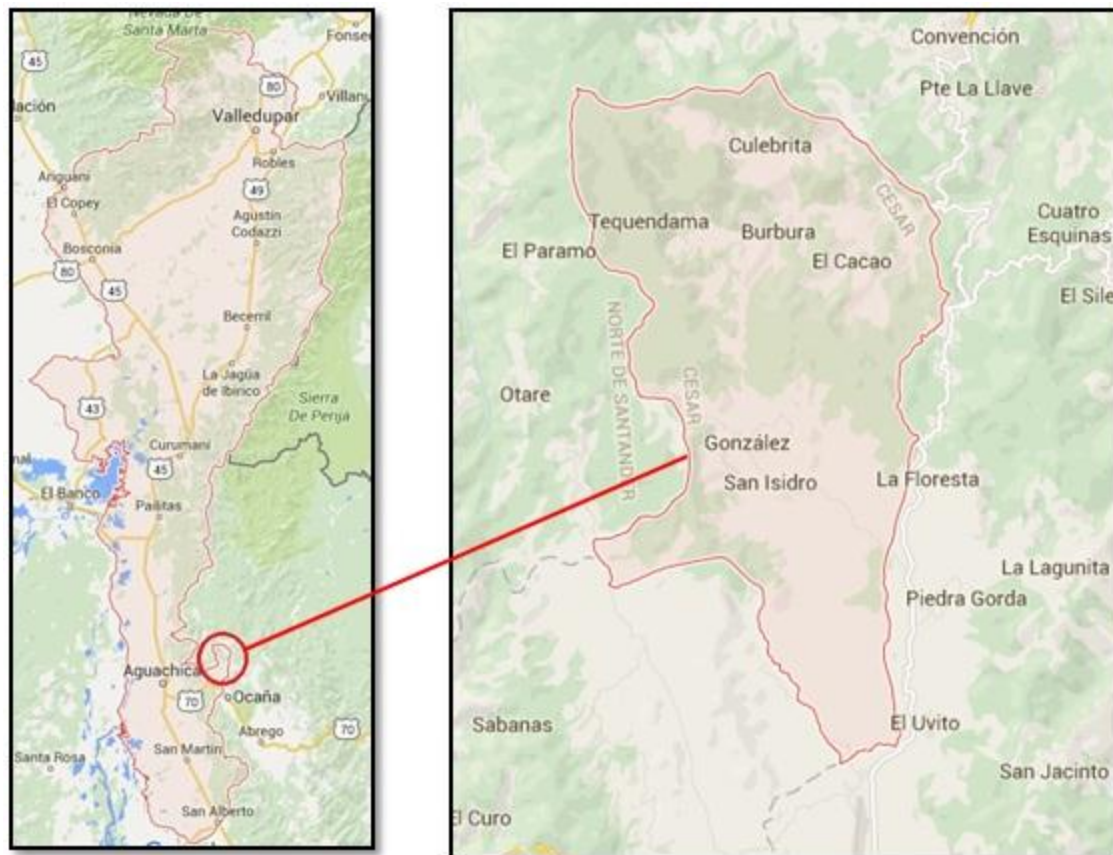 Nevada De
Santa Marta
Fonse
45
80
Villanu
lación
Valledupar
Robles
Ariguani
49
El Copey
Agustín
Codazzi
Bosconia
80
45
Becerril
La Jagua
de Ibirico
Sierra
De Perijá
43
Curumaní
45
El Banco
Pailitas
Aguachica
70
Ocaña
Abrego
70
San Martin
Santa Rosa
San Alberto
Convención
Pte La Llave
Culebrita
CESAR
Cuatro
Esquinas
Tequendama
Burbura
El Paramo
El Cacao
El Sile
NORTE DE SANTANDER
CESAR
Otare
González
San Isidro
La Floresta
La Lagunita
Piedra Gorda
El Uvito
Sabanas
San Jacinto
El Curo